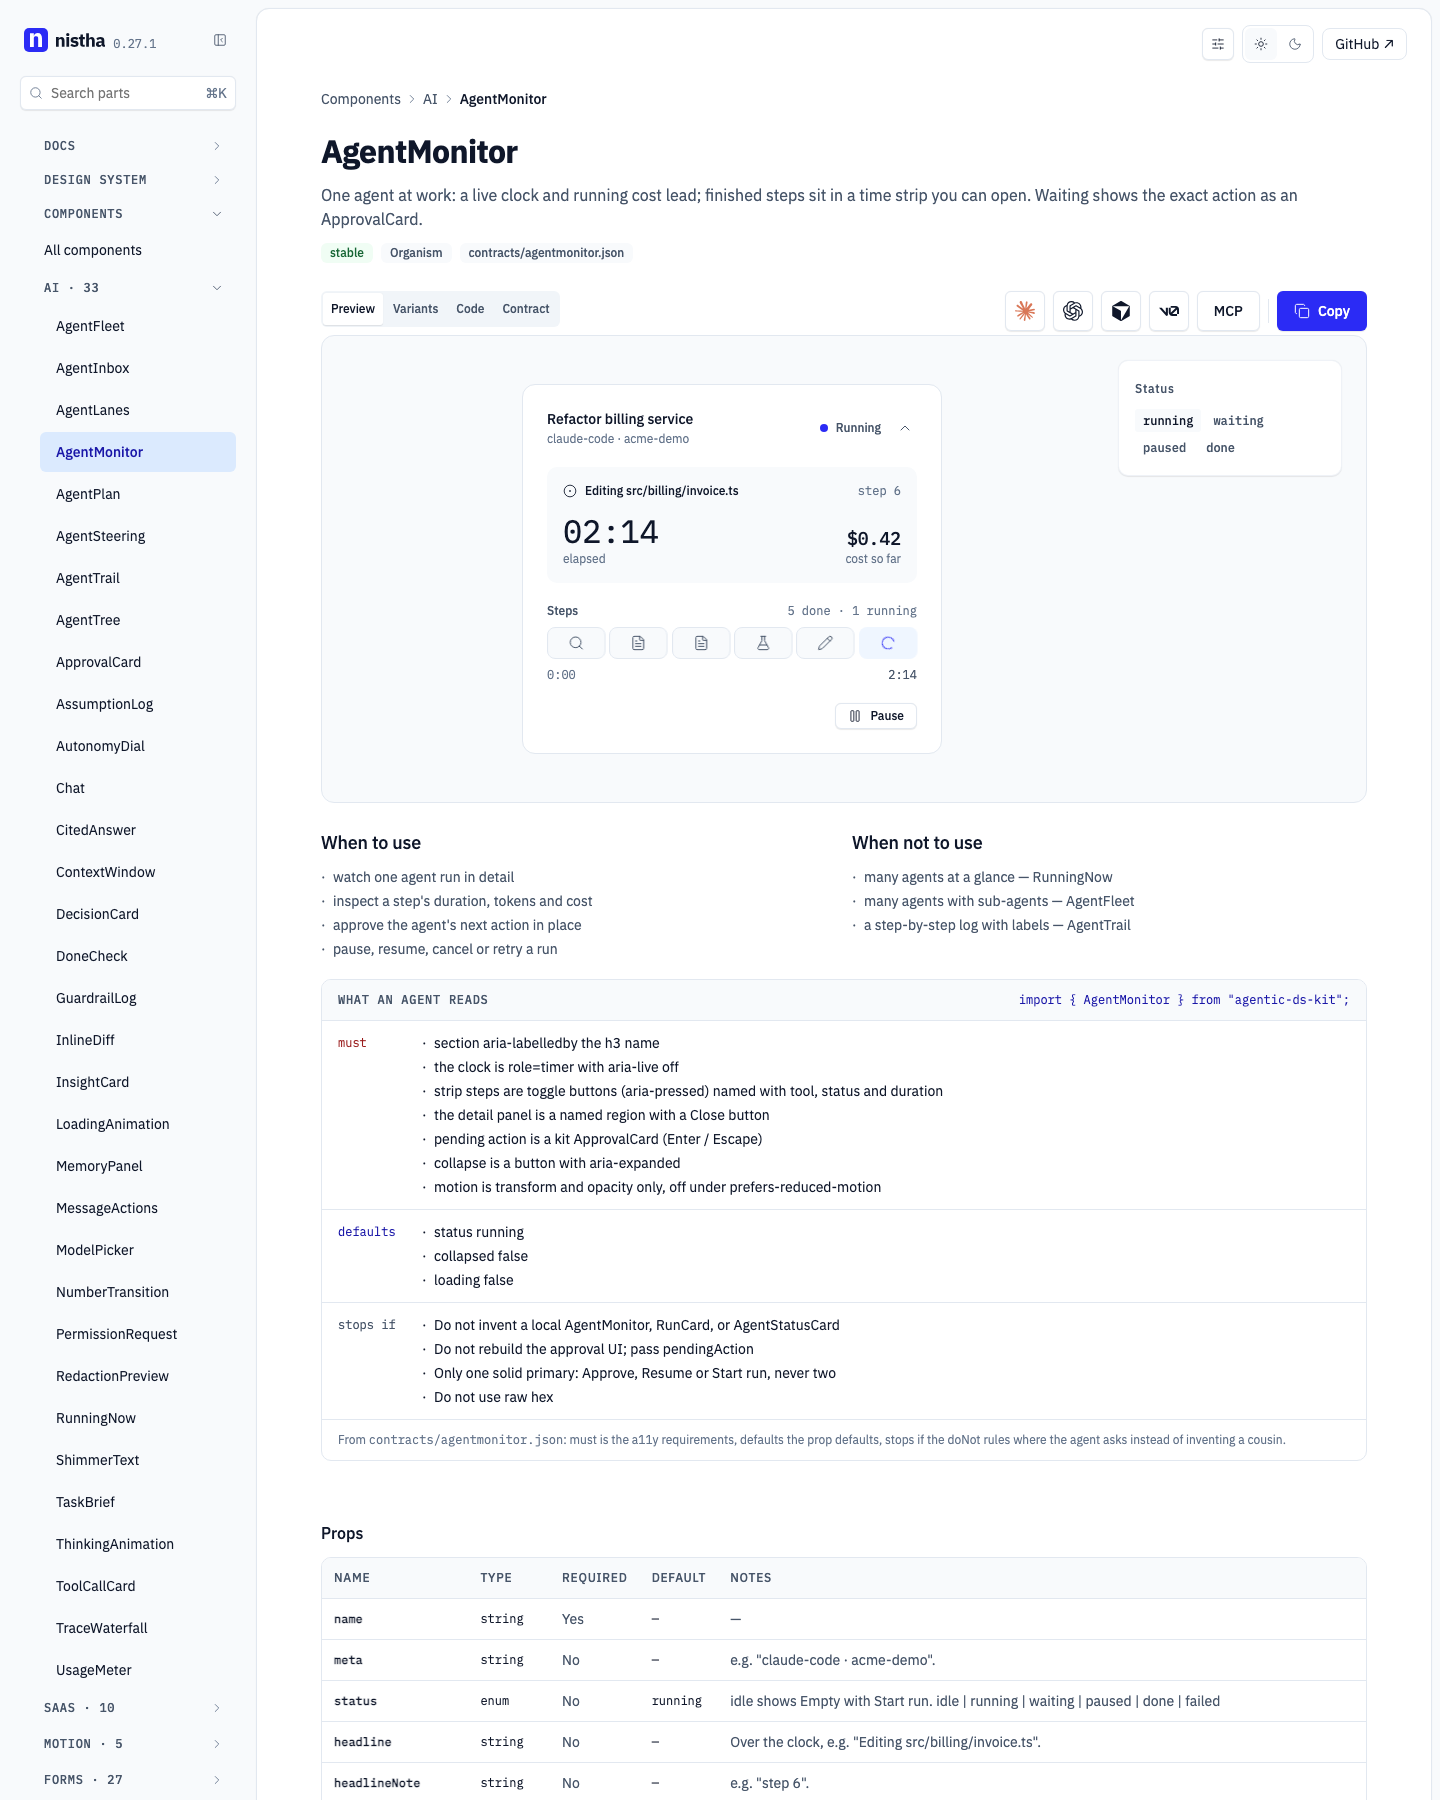 nistha 0.27.1
Search parts ⌘K
DOCS
DESIGN SYSTEM
COMPONENTS
All components
AI · 33
AgentFleet
AgentInbox
AgentLanes
AgentMonitor
AgentPlan
AgentSteering
AgentTrail
AgentTree
ApprovalCard
AssumptionLog
AutonomyDial
Chat
CitedAnswer
ContextWindow
DecisionCard
DoneCheck
GuardrailLog
InlineDiff
InsightCard
LoadingAnimation
MemoryPanel
MessageActions
ModelPicker
NumberTransition
PermissionRequest
RedactionPreview
RunningNow
ShimmerText
TaskBrief
ThinkingAnimation
ToolCallCard
TraceWaterfall
UsageMeter
SAAS · 10
MOTION · 5
FORMS · 27
GitHub ↗
Components > AI > AgentMonitor
AgentMonitor
One agent at work: a live clock and running cost lead; finished steps sit in a time strip you can open. Waiting shows the exact action as an
ApprovalCard.
stable Organism contracts/agentmonitor.json
Preview Variants Code Contract
v0 MCP Copy
Refactor billing service
claude-code · acme-demo
Running
Editing src/billing/invoice.ts step 6
02:14 $0.42
elapsed cost so far
Steps 5 done · 1 running
0:00 2:14
Pause
Status
running waiting
paused done
When to use
· watch one agent run in detail
· inspect a step's duration, tokens and cost
· approve the agent's next action in place
· pause, resume, cancel or retry a run
When not to use
· many agents at a glance — RunningNow
· many agents with sub-agents — AgentFleet
· a step-by-step log with labels — AgentTrail
WHAT AN AGENT READS import { AgentMonitor } from "agentic-ds-kit";
must · section aria-labelledby the h3 name
· the clock is role=timer with aria-live off
· strip steps are toggle buttons (aria-pressed) named with tool, status and duration
· the detail panel is a named region with a Close button
· pending action is a kit ApprovalCard (Enter / Escape)
· collapse is a button with aria-expanded
· motion is transform and opacity only, off under prefers-reduced-motion
defaults · status running
· collapsed false
· loading false
stops if · Do not invent a local AgentMonitor, RunCard, or AgentStatusCard
· Do not rebuild the approval UI; pass pendingAction
· Only one solid primary: Approve, Resume or Start run, never two
· Do not use raw hex
From contracts/agentmonitor.json: must is the a11y requirements, defaults the prop defaults, stops if the doNot rules where the agent asks instead of inventing a cousin.
Props
NAME TYPE REQUIRED DEFAULT NOTES
name string Yes — —
meta string No — e.g. "claude-code · acme-demo".
status enum No running idle shows Empty with Start run. idle | running | waiting | paused | done | failed
headline string No — Over the clock, e.g. "Editing src/billing/invoice.ts".
headlineNote string No — e.g. "step 6".